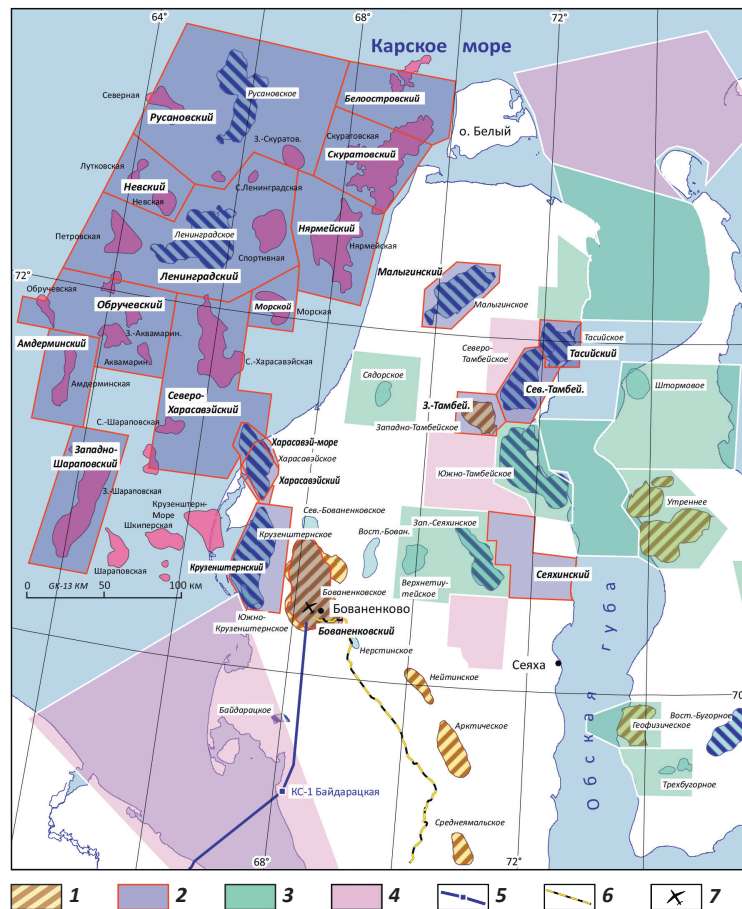 64°
68°
72°
Карское море
Северная
Русановское
Русановский
Белоостровский
о. Белый
З.-Скуратов.
Скуратовская
Скуратовский
Лутковская
Невский
Невская
С.Ленинградская
Петровская
Ленинградское
Нярмейский
Нярмейская
Спортивная
Ленинградский
72°
Малыгинский
Малыгинское
Обручевская
Обручевский
Морской
Морская
З.-Аквамарин.
Амдерминский
Аквамарин.
Амдерминская
С.-Харасавэйская
Северо-
Тамбейское
Тасийское
Тасийский
Сядорское
Сев.-Тамбей.
Штормовое
Северо-
Харасавэйский
З.-Тамбей.
Западно-Тамбейское
С.-Шараповская
Западно-
Шараповский
Харасавэй-море
Харасавэйское
Харасавэйский
Южно-Тамбейское
З.-Шараповская
Крузенштерн-
Море
Шкиперская
Утреннее
Сев.-Бованенковское
Крузенштернское
Вост.-Бован.
Зап.-Сеяхинское
Шараповская
Крузенштернский
Верхнетиу-
тейское
Сеяхинский
0 ГК-13 КМ 50 100 КМ
Бованенковское
Бованенково
Южно-
Крузенштернское
Бованенковский
Нерстинское
Сеяха
Нейтинское
70
Обская губа
Байдарацкое
Арктическое
Геофизическое
Вост.-Бугорное
КС-1 Байдарацкая
Трехбугорное
Среднеямальское
68°
72°
1 2 3 4 5 6 7